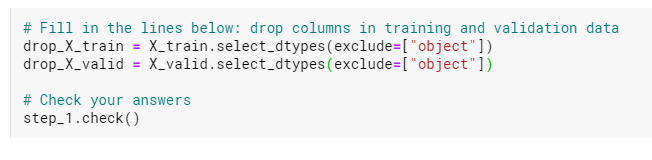 # Fill in the lines below: drop columns in training and validation data
drop_X_train = X_train.select_dtypes(exclude=["object"])
drop_X_valid = X_valid.select_dtypes(exclude=["object"])

# Check your answers
step_1.check()